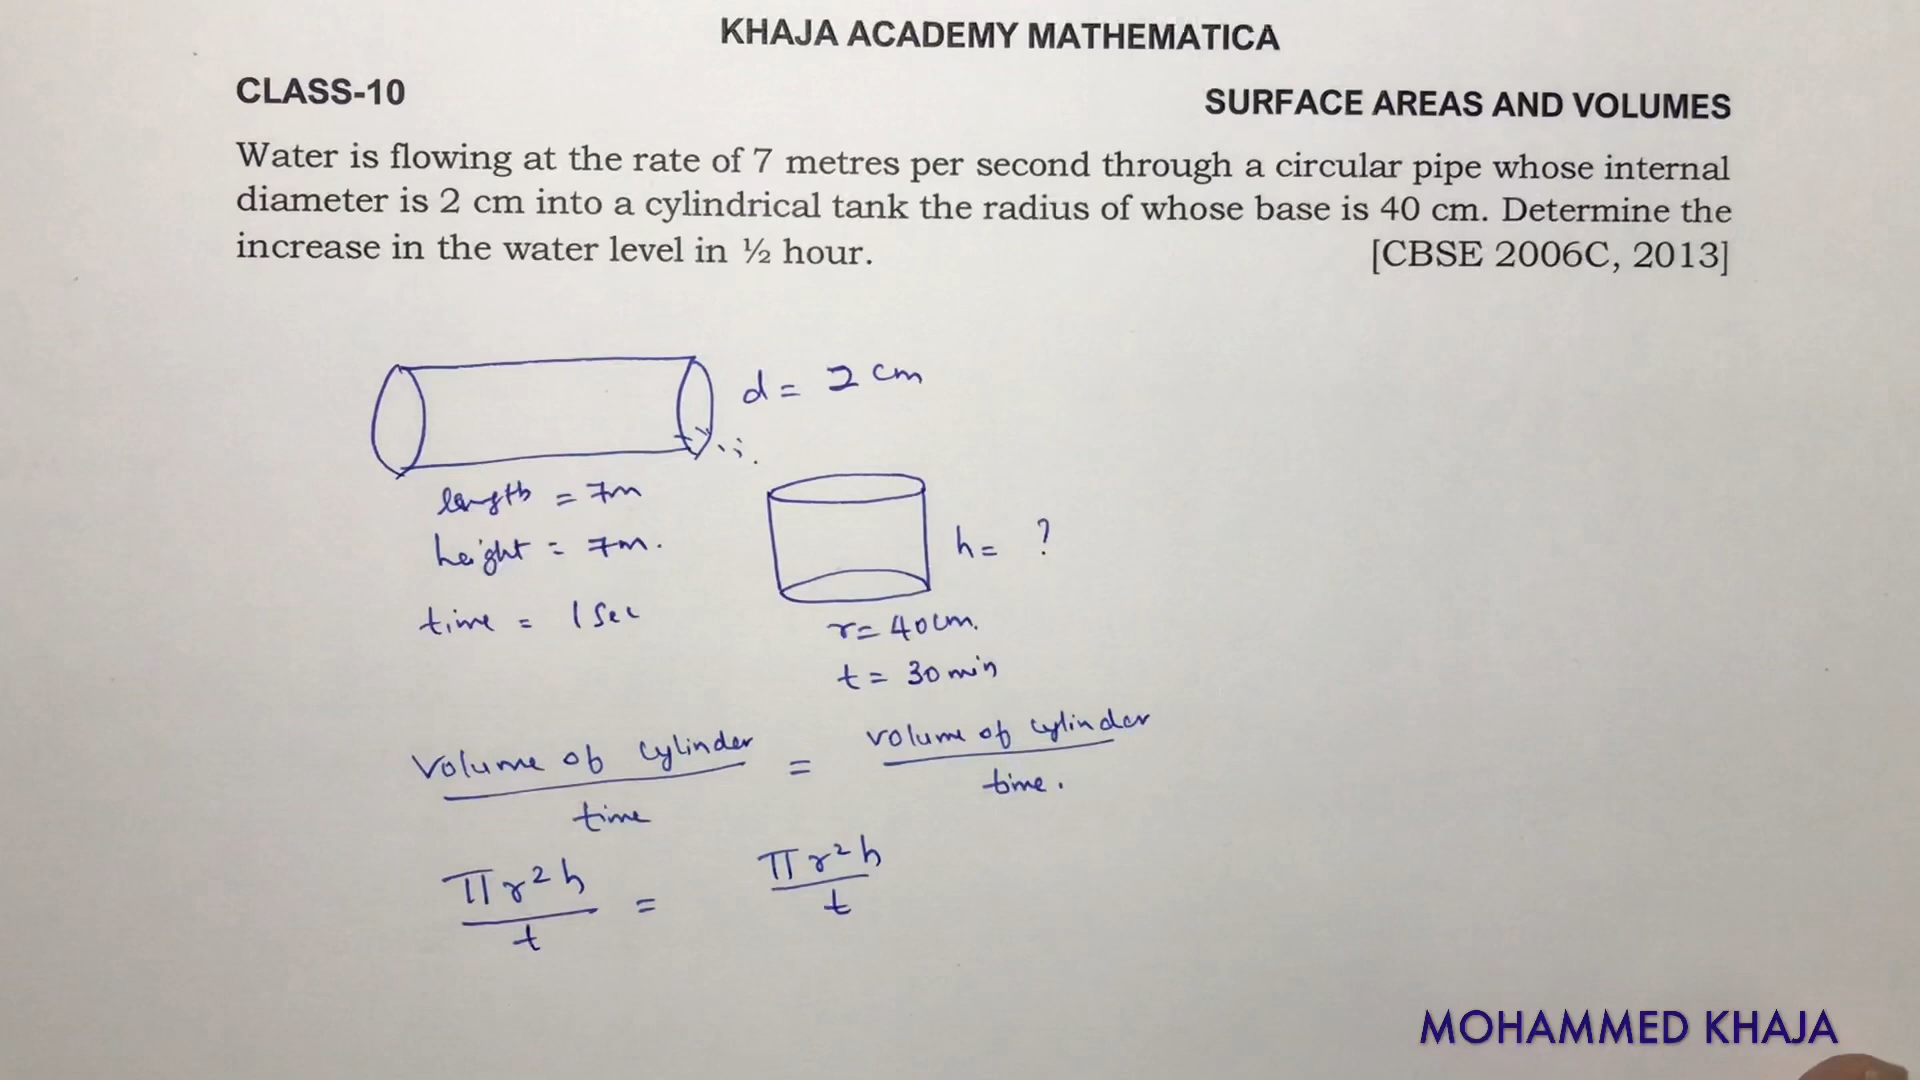 KHAJA ACADEMY MATHEMATICA
CLASS-10
SURFACE AREAS AND VOLUMES
Water is flowing at the rate of 7 metres per second through a circular pipe whose internal
diameter is 2 cm into a cylindrical tank the radius of whose base is 40 cm. Determine the
increase in the water level in ½ hour. [CBSE 2006C, 2013]
d = 2 cm
length = 7m
height = 7m.
h = ?
time = 1 Sec
r = 40cm.
t = 30 min
Volume of cylinder / time = volume of cylinder / time.
πr²h / t = πr²h / t
MOHAMMED KHAJA